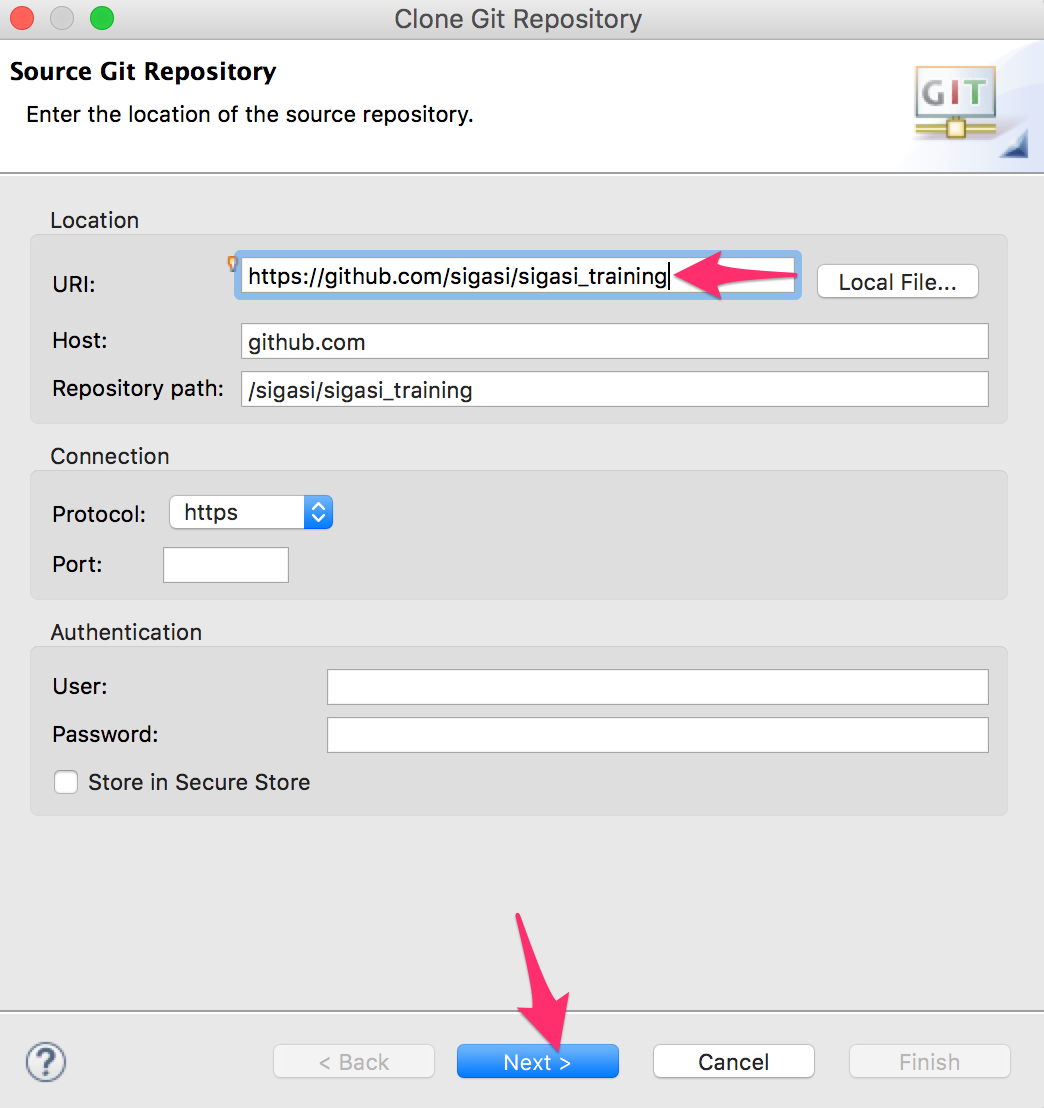 Clone Git Repository
Source Git Repository
GIT
Enter the location of the source repository.
Location
URI: https://github.com/sigasi/sigasi_training Local File...
Host: github.com
Repository path: /sigasi/sigasi_training
Connection
Protocol: https
Port:
Authentication
User:
Password:
Store in Secure Store
? < Back Next > Cancel Finish